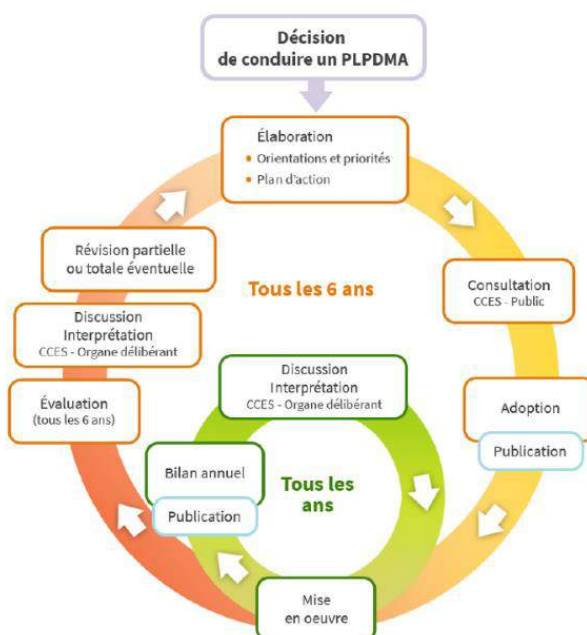 Décision
de conduire un PLPDMA
Élaboration
• Orientations et priorités
• Plan d'action
Révision partielle
ou totale éventuelle
Tous les 6 ans
Consultation
CCES - Public
Discussion
Interprétation
CCES - Organe délibérant
Discussion
Interprétation
CCES - Organe délibérant
Évaluation
(tous les 6 ans)
Adoption
Publication
Bilan annuel
Publication
Tous les
ans
Mise
en oeuvre